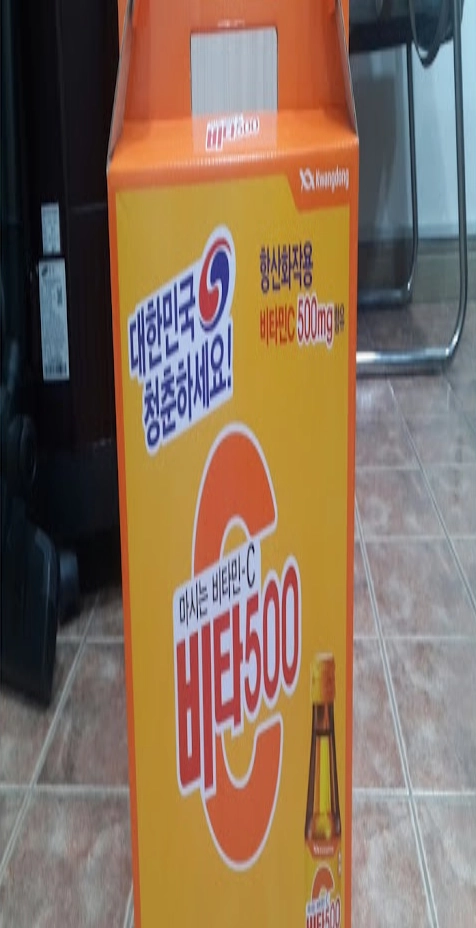 비타500
Kwangdong
대한민국
청춘하세요!
항산화작용
비타민C 500mg 함유
마시는 비타민-C
비타500
비타500